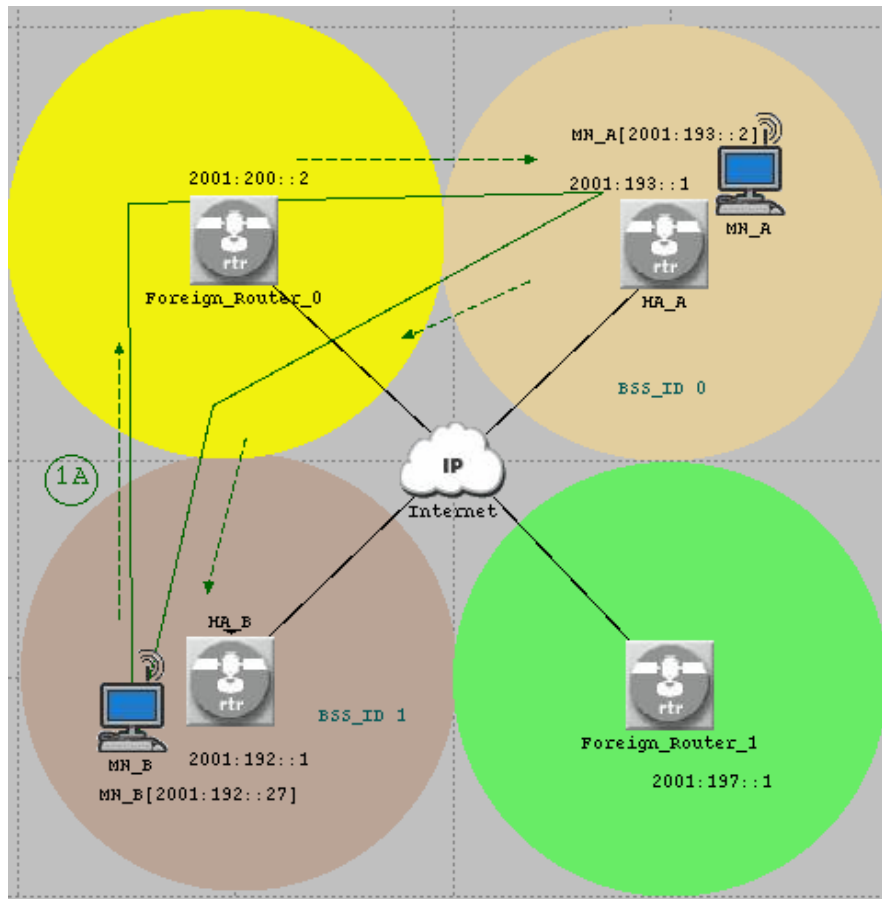 MN_A[2001:193::2]
2001:200::2
2001:193::1
rtr
rtr
MN_A
Foreign_Router_0
HA_A
BSS_ID 0
1A
IP
Internet
HA_B
rtr
rtr
BSS_ID 1
Foreign_Router_1
MN_B
2001:192::1
2001:197::1
MN_B[2001:192::27]